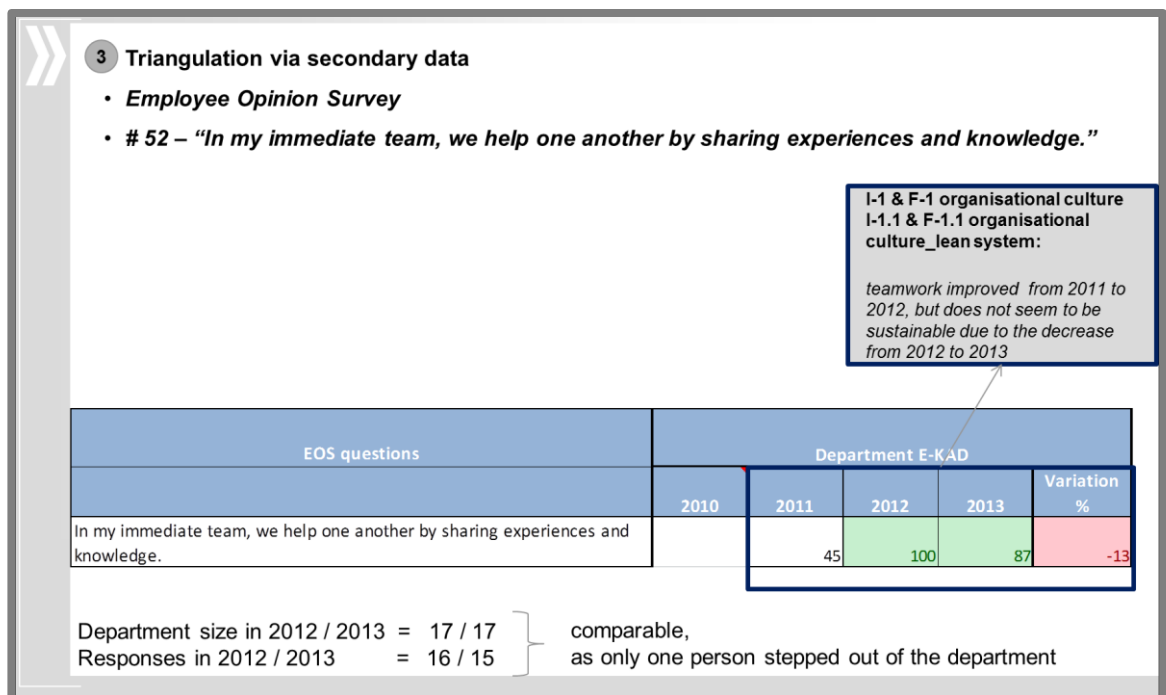 3 Triangulation via secondary data
• Employee Opinion Survey
• # 52 – “In my immediate team, we help one another by sharing experiences and knowledge.”
I-1 & F-1 organisational culture
I-1.1 & F-1.1 organisational
culture_lean system:
teamwork improved from 2011 to
2012, but does not seem to be
sustainable due to the decrease
from 2012 to 2013
EOS questions Department E-KAD
2010 2011 2012 2013 Variation %
In my immediate team, we help one another by sharing experiences and
knowledge. 45 100 87 -13
Department size in 2012 / 2013 = 17 / 17 comparable,
Responses in 2012 / 2013 = 16 / 15 as only one person stepped out of the department